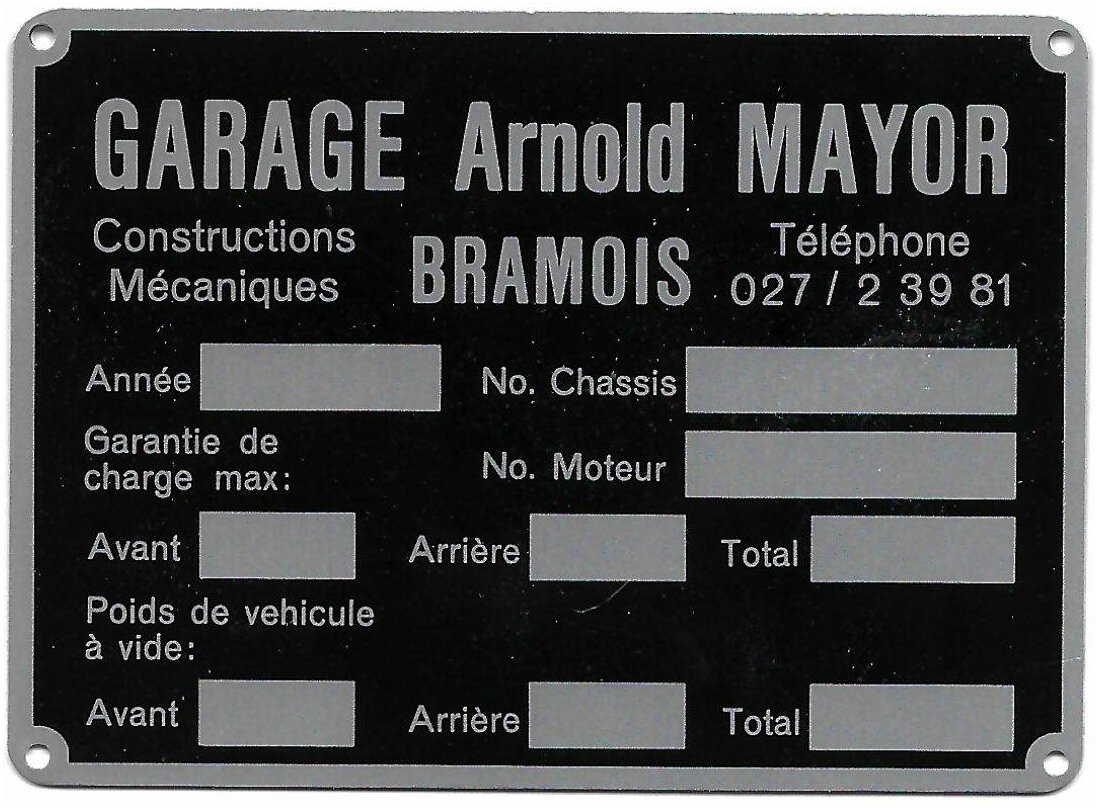 GARAGE Arnold MAYOR
Constructions
Mécaniques
BRAMOIS
Téléphone
027 / 2 39 81
Année
No. Chassis
Garantie de
charge max:
No. Moteur
Avant Arrière Total
Poids de vehicule
à vide:
Avant Arrière Total